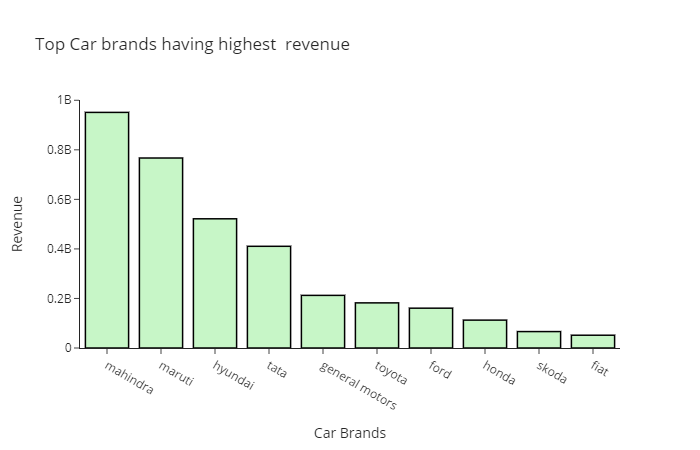 Top Car brands having highest  revenue
1B
0.8B
0.6B
0.4B
0.2B
0
Revenue
mahindra
maruti
hyundai
tata
general motors
toyota
ford
honda
skoda
fiat
Car Brands